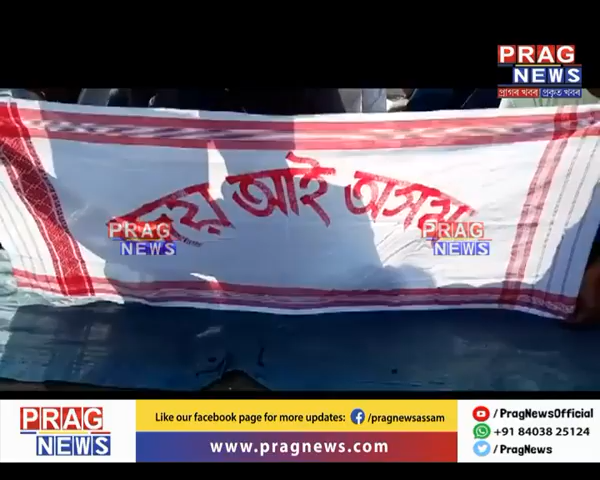 PRAG
NEWS
প্ৰাগৰ খবৰ প্ৰকৃত খবৰ
জয় আই অসম
PRAG
NEWS
PRAG
NEWS
PRAG
NEWS
Like our facebook page for more updates: /pragnewsassam
www.pragnews.com
/PragNewsOfficial
+91 84038 25124
/PragNews